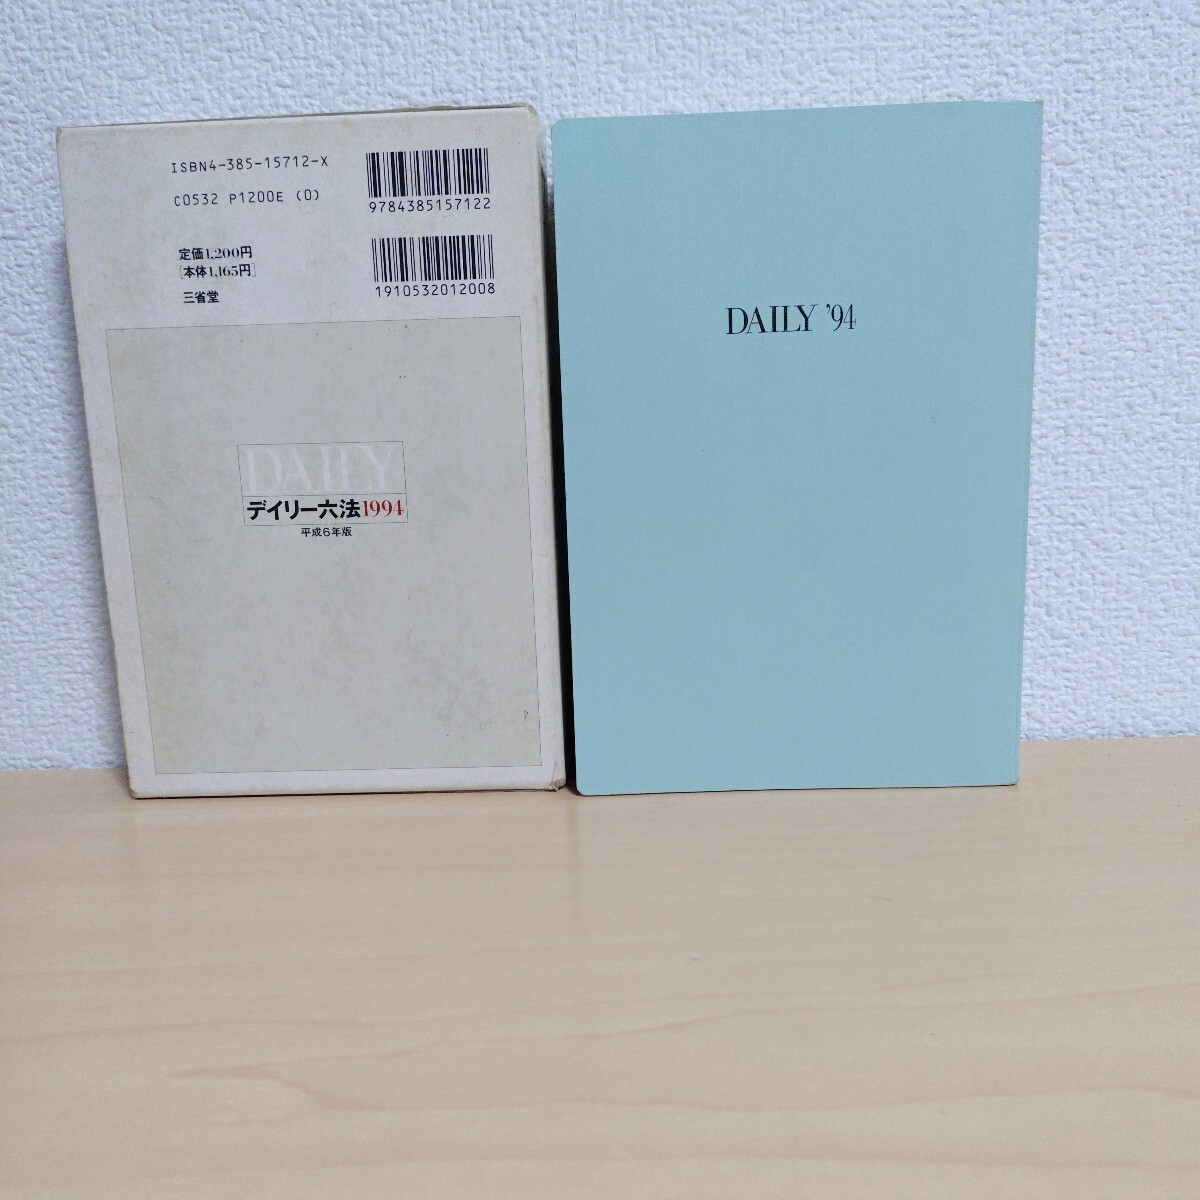 ISBN4-385-15712-X
C0532 P1200E (0)
定価1,200円
[本体1,165円]
三省堂
9784385157122
1910532012008
DAILY
デイリー六法1994
平成6年版
DAILY '94